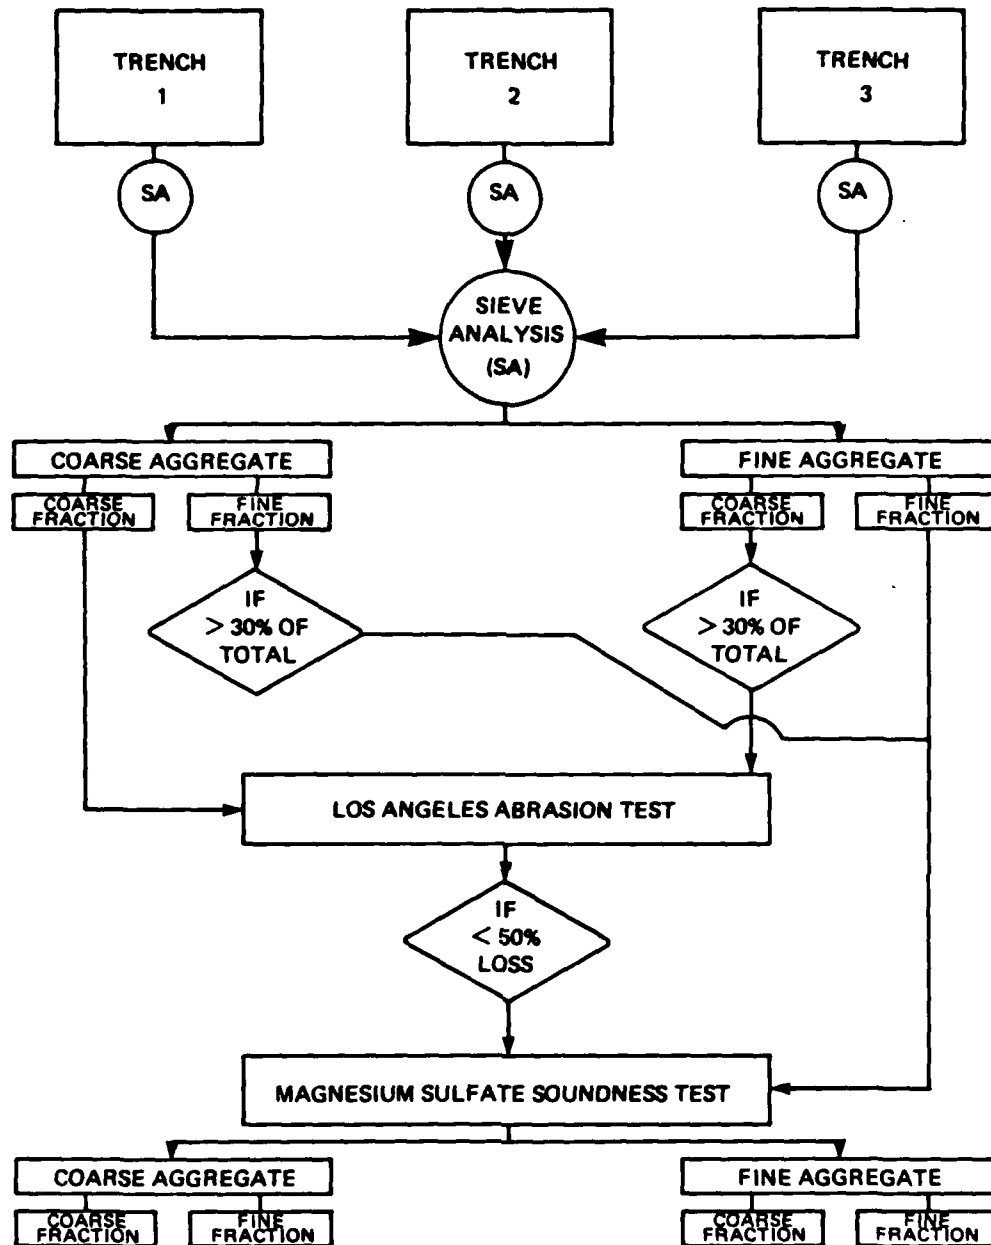 TRENCH
1
TRENCH
2
TRENCH
3
SA
SA
SA
SIEVE
ANALYSIS
(SA)
COARSE AGGREGATE
FINE AGGREGATE
COARSE
FRACTION
FINE
FRACTION
COARSE
FRACTION
FINE
FRACTION
IF
> 30% OF
TOTAL
IF
> 30% OF
TOTAL
LOS ANGELES ABRASION TEST
IF
< 50%
LOSS
MAGNESIUM SULFATE SOUNDNESS TEST
COARSE AGGREGATE
FINE AGGREGATE
COARSE
FRACTION
FINE
FRACTION
COARSE
FRACTION
FINE
FRACTION